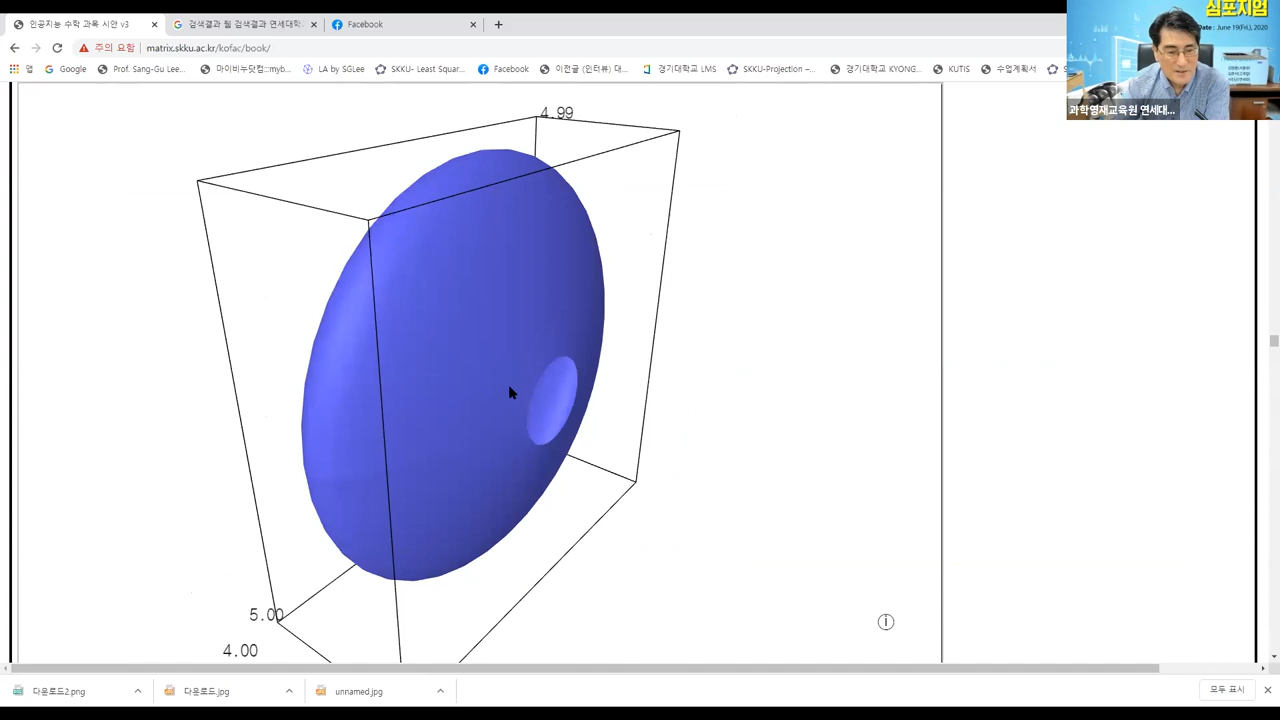 인공지능 수학 과목 시안 v3
검색결과 웹 검색결과 연세대학
Facebook
주의 요함
matrix.skku.ac.kr/kofac/book/
앱
Google
Prof. Sang-Gu Lee...
마이비누닷컴:::myb...
LA by SGLee
SKKU- Least Squar...
Facebook
이전글 (인터뷰) 대...
경기대학교 LMS
SKKU-Projection –
경기대학교 KYONG...
KUTIS
수업계획서
심포지엄
Date : June 19(Fri.), 2020
과학영재교육원 연세대...
4.99
5.00
4.00
i
다운로드2.png
다운로드.jpg
unnamed.jpg
모두 표시